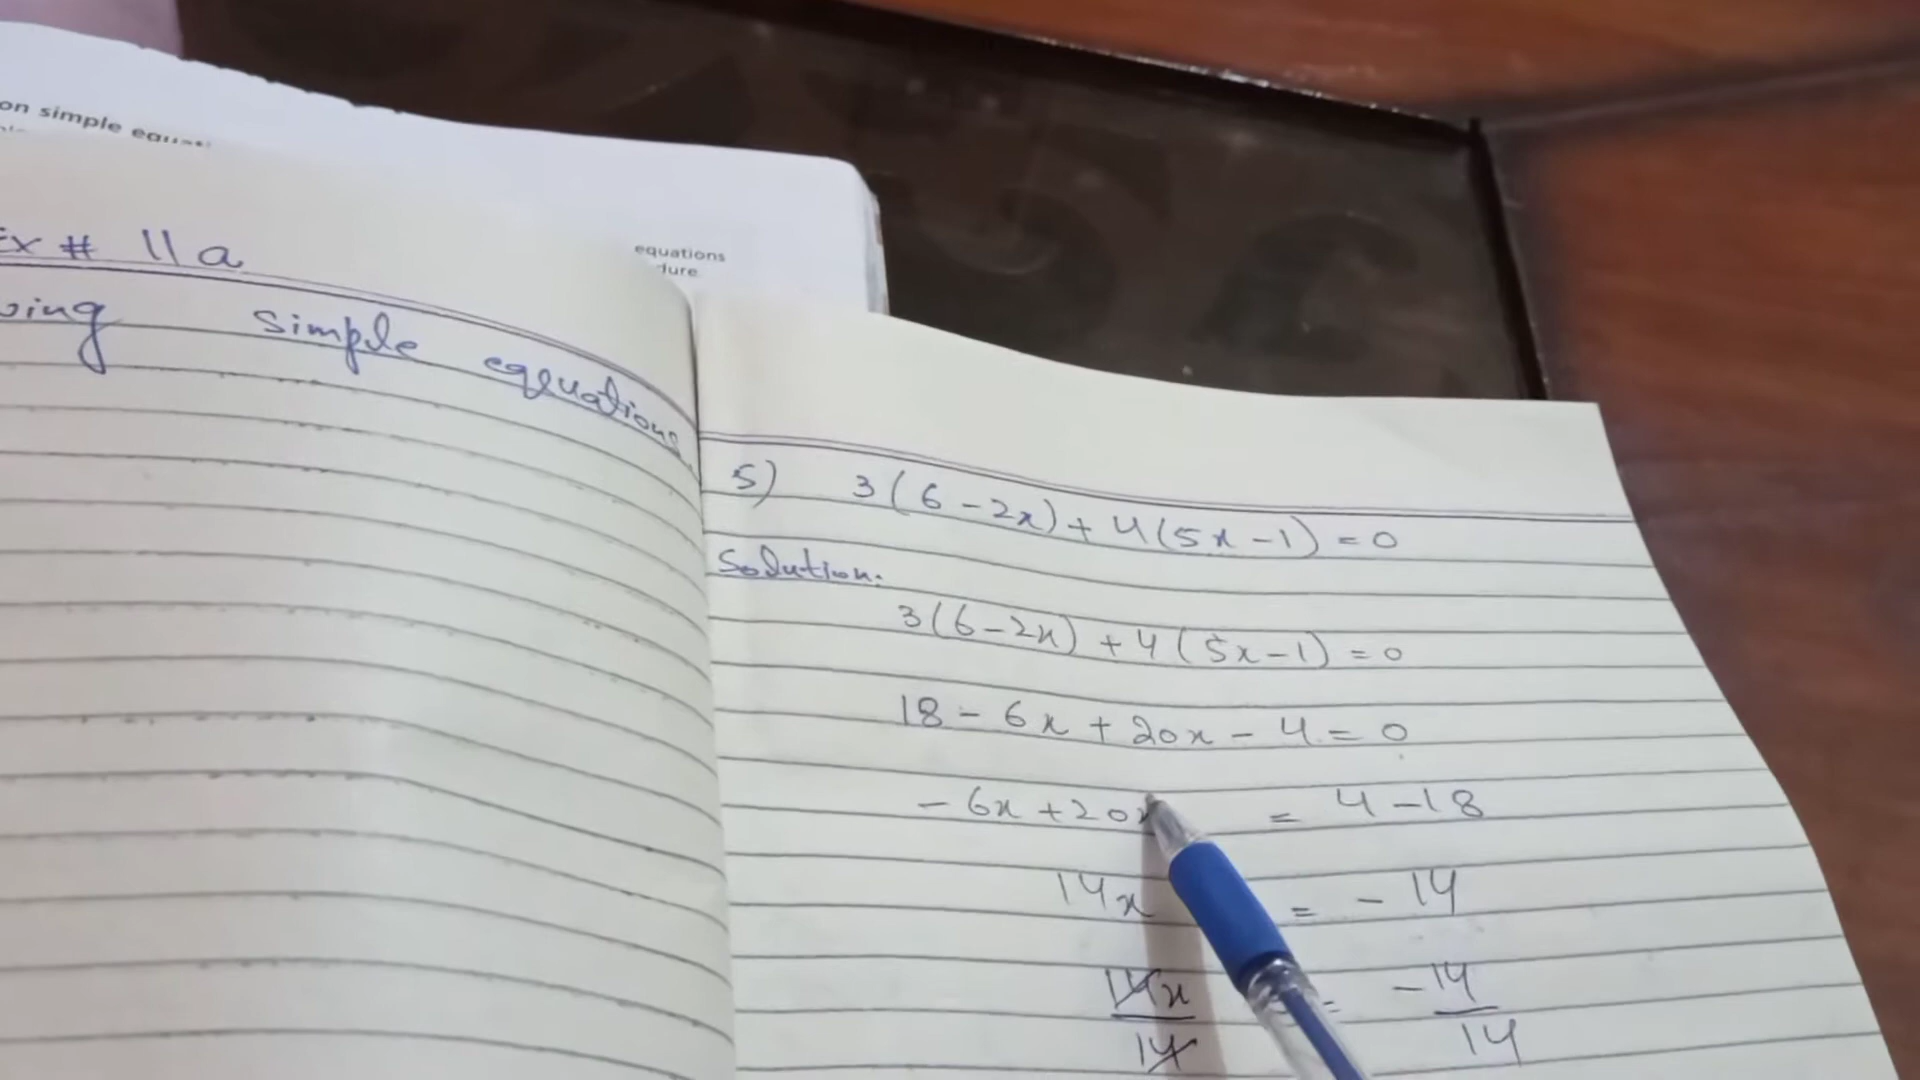 on simple
equations
dure
Ex # 11a
simple equations
5) 3(6-2x)+4(5x-1)=0
Solution.
3(6-2x)+4(5x-1)=0
18-6x+20x-4=0
-6x+20x = 4-18
14x = -14
14x/14 = -14/14